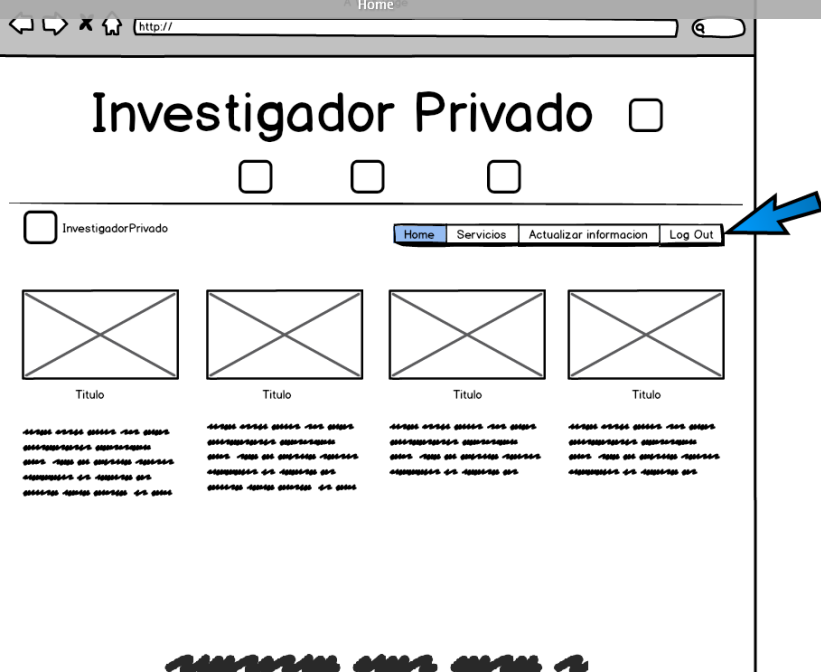 Home
http://
Investigador Privado
InvestigadorPrivado
Home Servicios Actualizar informacion Log Out
Titulo Titulo Titulo Titulo